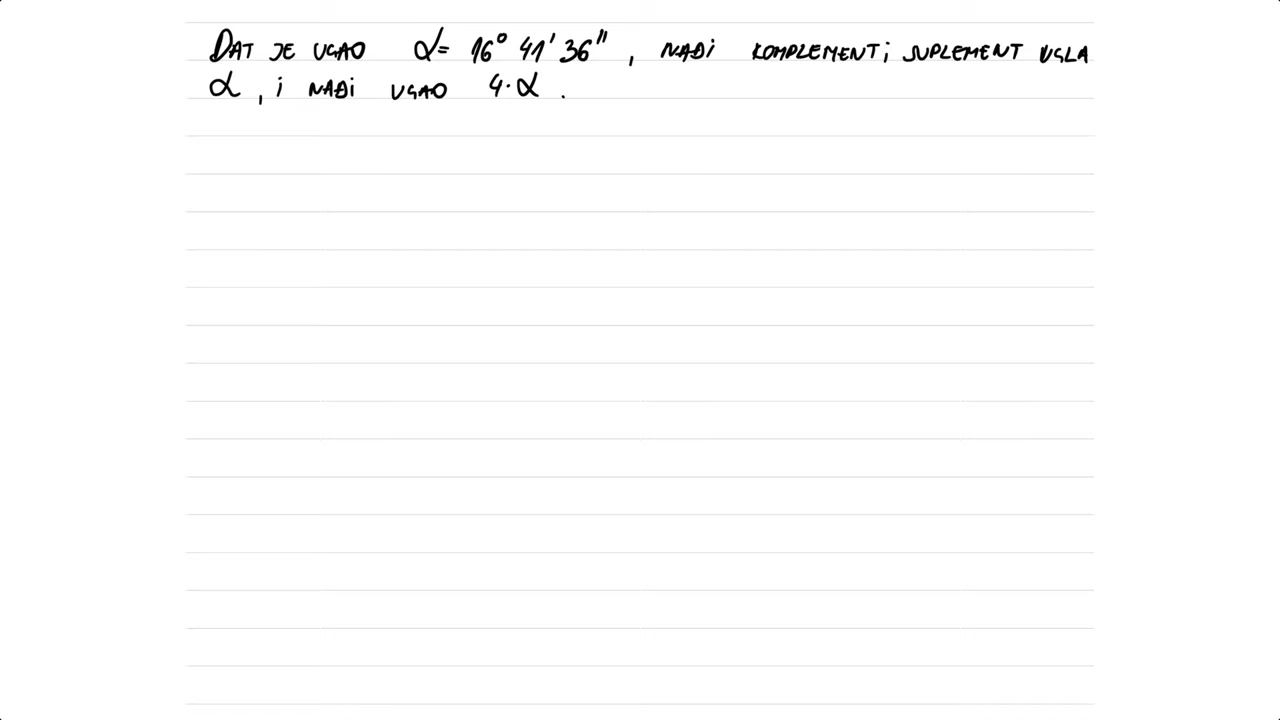 DAT JE UGAO α= 16° 41' 36'', NAĐI KOMPLEMENT i SUPLEMENT UGLA
α, i NAĐI UGAO 4·α.